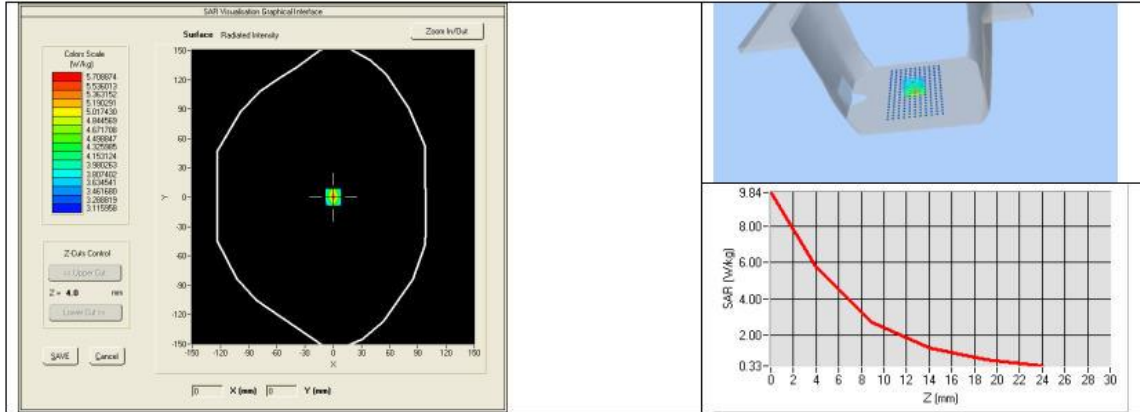 SAR Visualisation Graphical Interface
Surface Radiated Intensity
Zoom In/Out
Colors Scale
(W/kg)
5.708874
5.536013
5.363152
5.190291
5.017430
4.844569
4.671708
4.498847
4.325985
4.153124
3.980263
3.807402
3.634541
3.461680
3.288819
3.115958
Z-Cuts Control
<< Upper Cut
Z = 4.0 mm
Lower Cut >>
SAVE Cancel
150
120
90
60
30
0
-30
-60
-90
-120
-150
Y
-150 -120 -90 -60 -30 0 30 60 90 120 150
X
0 X (mm) 0 Y (mm)
9.84
8.00
6.00
4.00
2.00
0.33
SAR (W/kg)
0 2 4 6 8 10 12 14 16 18 20 22 24 26 28 30
Z (mm)